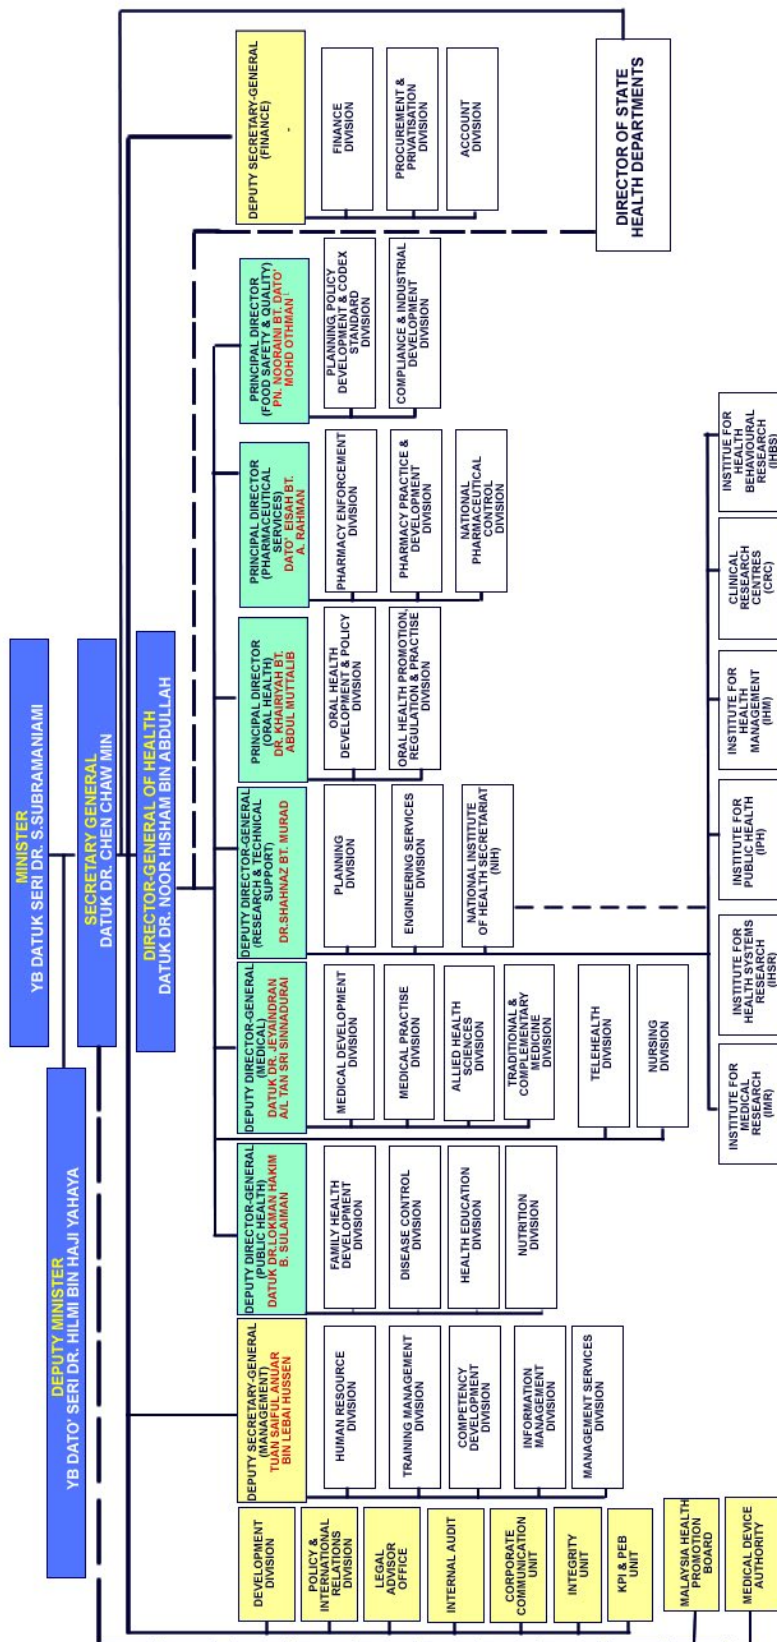 MINISTER
YB DATUK SERI DR. S.SUBRAMANIAMI
DEPUTY MINISTER
YB DATO' SERI DR. HILMI BIN HAJI YAHAYA
SECRETARY GENERAL
DATUK DR. CHEN CHAW MIN
DIRECTOR-GENERAL OF HEALTH
DATUK DR. NOOR HISHAM BIN ABDULLAH
DEPUTY SECRETARY-GENERAL
(MANAGEMENT)
TUAN SAIFUL ANUAR
BIN LEBAI HUSSEN
DEPUTY DIRECTOR-GENERAL
(PUBLIC HEALTH)
DATUK DR.LOKMAN HAKIM
B. SULAIMAN
DEPUTY DIRECTOR-GENERAL
(MEDICAL)
DATUK DR. JEYAINDRAN
A/L TAN SRI SINNADURAI
DEPUTY DIRECTOR-GENERAL
(RESEARCH & TECHNICAL
SUPPORT)
DR.SHAHNAZ BT. MURAD
PRINCIPAL DIRECTOR
(ORAL HEALTH)
DR. KHAIRIYAH BT.
ABDUL MUTTALIB
PRINCIPAL DIRECTOR
(PHARMACEUTICAL
SERVICES)
DATO' EISAH BT.
A. RAHMAN
PRINCIPAL DIRECTOR
(FOOD SAFETY & QUALITY)
PN. NOORAINI BT. DATO'
MOHD OTHMAN
DEPUTY SECRETARY-GENERAL
(FINANCE)
-
DEVELOPMENT
DIVISION
POLICY &
INTERNATIONAL
RELATIONS
DIVISION
LEGAL
ADVISOR
OFFICE
INTERNAL AUDIT
CORPORATE
COMMUNICATION
UNIT
INTEGRITY
UNIT
KPI & PEB
UNIT
MALAYSIA HEALTH
PROMOTION
BOARD
MEDICAL DEVICE
AUTHORITY
HUMAN RESOURCE
DIVISION
TRAINING MANAGEMENT
DIVISION
COMPETENCY
DEVELOPMENT
DIVISION
INFORMATION
MANAGEMENT
DIVISION
MANAGEMENT SERVICES
DIVISION
FAMILY HEALTH
DEVELOPMENT
DIVISION
DISEASE CONTROL
DIVISION
HEALTH EDUCATION
DIVISION
NUTRITION
DIVISION
MEDICAL DEVELOPMENT
DIVISION
MEDICAL PRACTISE
DIVISION
ALLIED HEALTH
SCIENCES
DIVISION
TRADITIONAL &
COMPLEMENTARY
MEDICINE
DIVISION
TELEHEALTH
DIVISION
NURSING
DIVISION
PLANNING
DIVISION
ENGINEERING SERVICES
DIVISION
NATIONAL INSTITUTE
OF HEALTH SECRETARIAT
(NIH)
ORAL HEALTH
DEVELOPMENT & POLICY
DIVISION
ORAL HEALTH PROMOTION,
REGULATION & PRACTISE
DIVISION
PHARMACY ENFORCEMENT
DIVISION
PHARMACY PRACTICE &
DEVELOPMENT
DIVISION
NATIONAL
PHARMACEUTICAL
CONTROL
DIVISION
PLANNING, POLICY
DEVELOPMENT & CODEX
STANDARD
DIVISION
COMPLIANCE & INDUSTRIAL
DEVELOPMENT
DIVISION
FINANCE
DIVISION
PROCUREMENT &
PRIVATISATION
DIVISION
ACCOUNT
DIVISION
DIRECTOR OF STATE
HEALTH DEPARTMENTS
INSTITUTE FOR
MEDICAL
RESEARCH
(IMR)
INSTITUTE FOR
HEALTH SYSTEMS
RESEARCH
(IHSR)
INSTITUTE FOR
PUBLIC HEALTH
(IPH)
INSTITUTE FOR
HEALTH
MANAGEMENT
(IHM)
CLINICAL
RESEARCH
CENTRES
(CRC)
INSTITUE FOR
HEALTH
BEHAVIOURAL
RESEARCH
(IHBS)